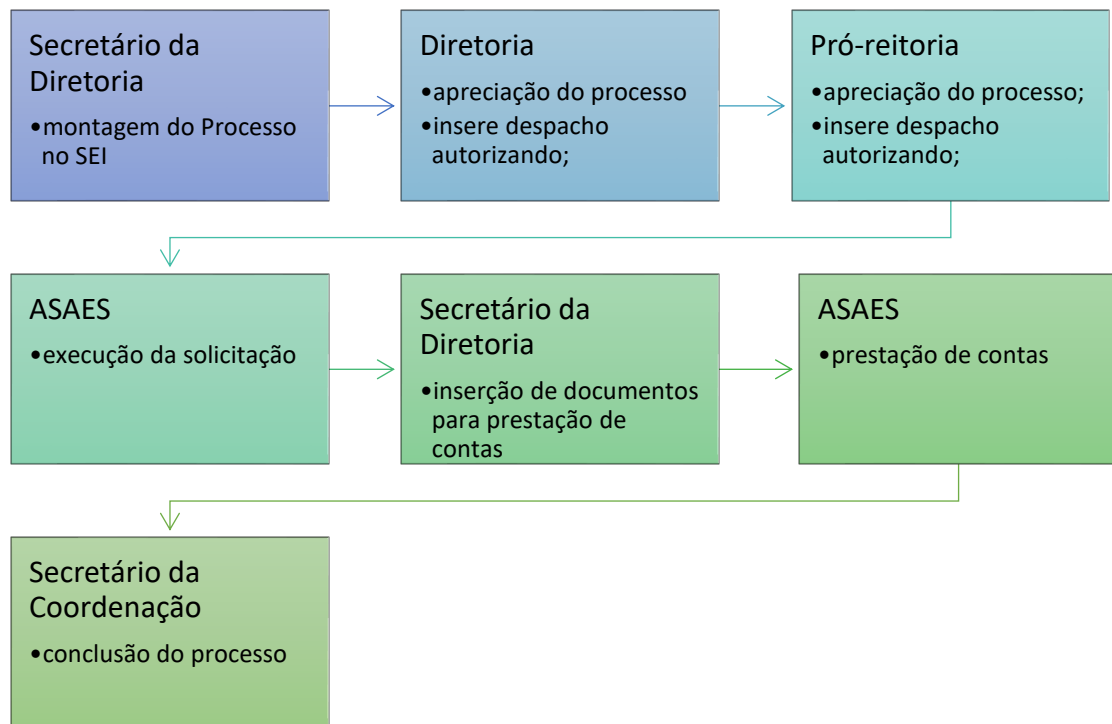 Secretário da
Diretoria
•montagem do Processo
no SEI
Diretoria
•apreciação do processo
•insere despacho
autorizando;
Pró-reitoria
•apreciação do processo;
•insere despacho
autorizando;
ASAES
•execução da solicitação
Secretário da
Diretoria
•inserção de documentos
para prestação de
contas
ASAES
•prestação de contas
Secretário da
Coordenação
•conclusão do processo